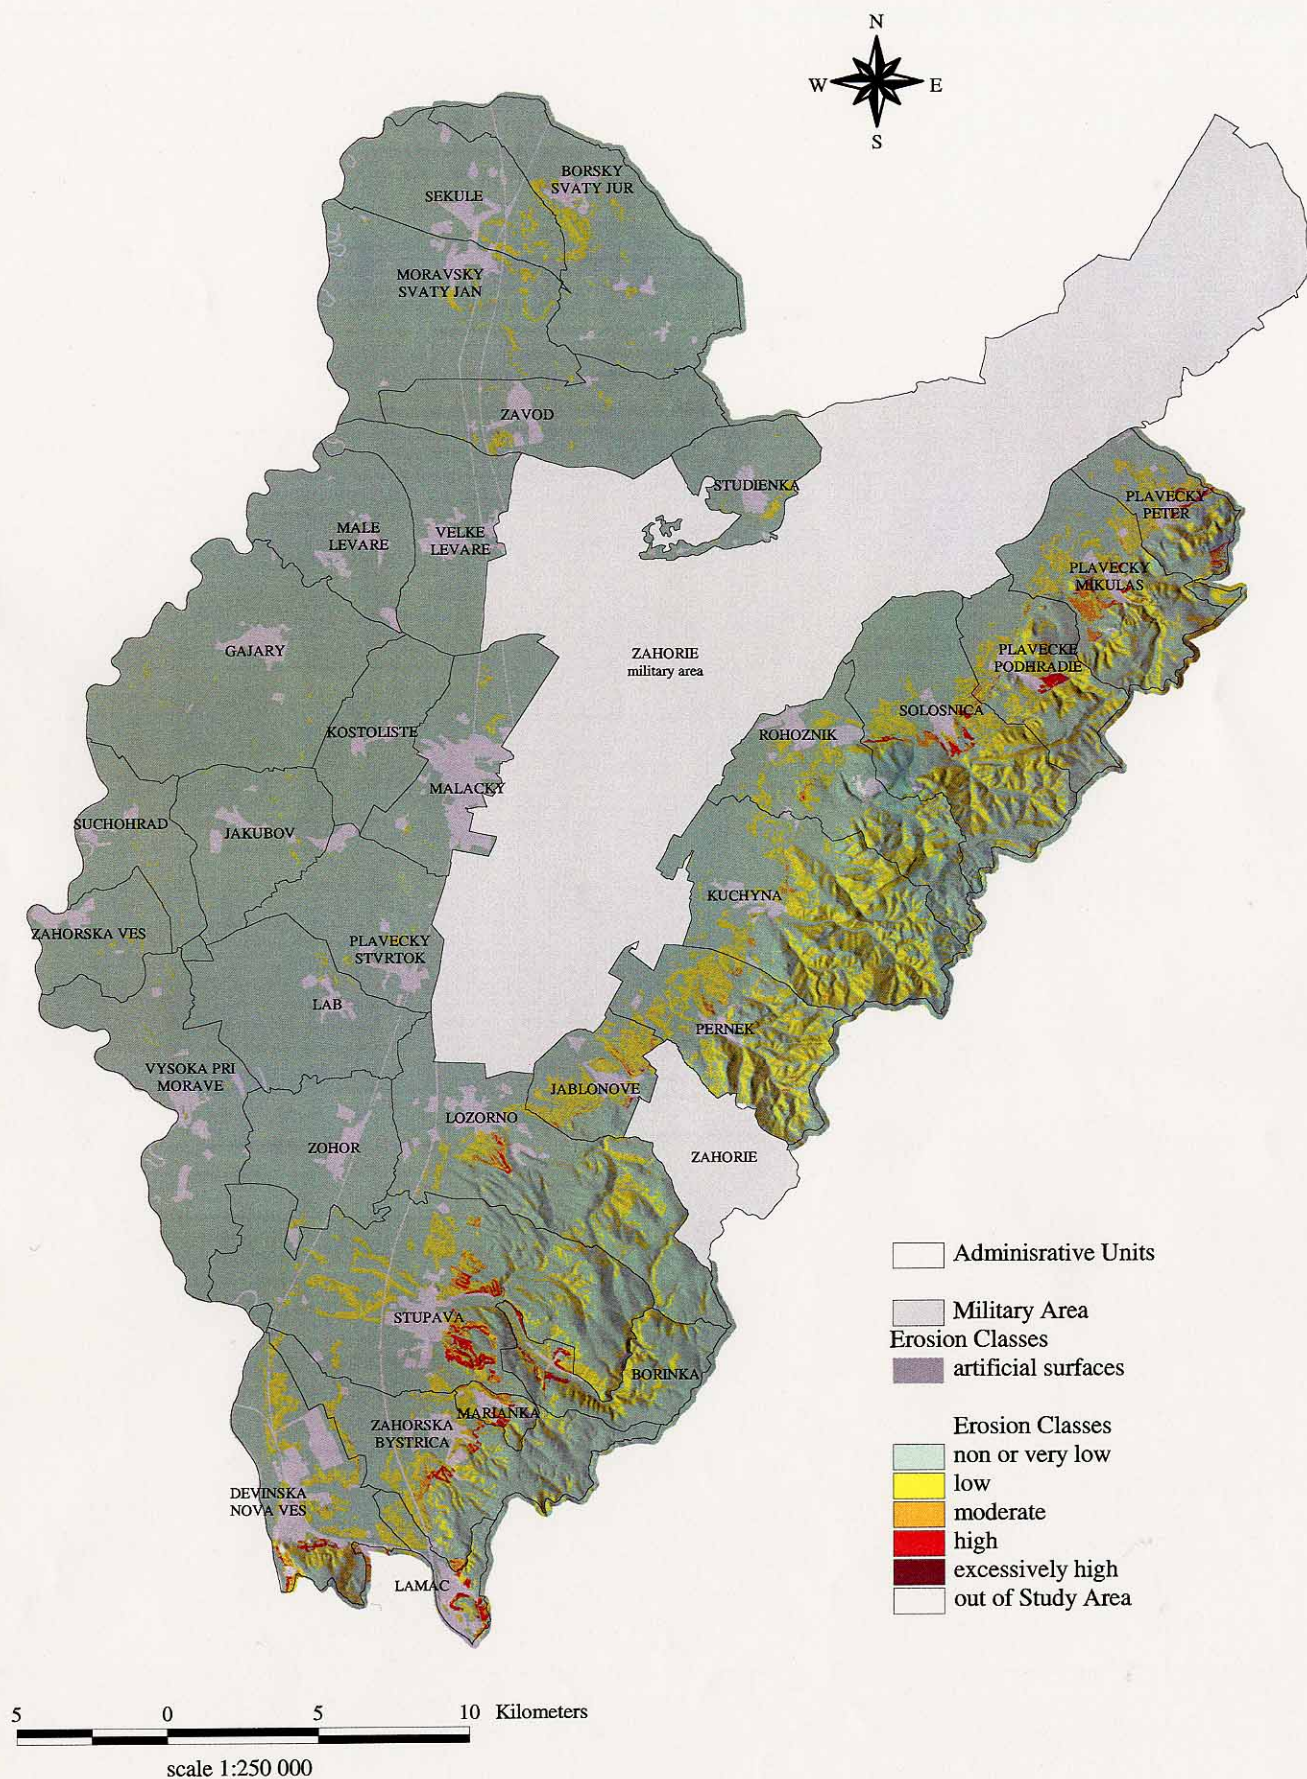 N
W E
S
BORSKY
SVATY JUR
SEKULE
MORAVSKY
SVATY JAN
ZAVOD
STUDIENKA
PLAVECKY
PETER
MALE
LEVARE
VELKE
LEVARE
PLAVECKY
MIKULAS
GAJARY
ZAHORIE
military area
PLAVECKE
PODHRADIE
SOLOSNICA
KOSTOLISTE
ROHOZNIK
MALACKY
SUCHOHRAD
JAKUBOV
KUCHYNA
ZAHORSKA VES
PLAVECKY
STVRTOK
LAB
PERNEK
VYSOKA PRI
MORAVE
JABLONOVE
LOZORNO
ZOHOR
ZAHORIE
STUPAVA
BORINKA
MARIANKA
ZAHORSKA
BYSTRICA
DEVINSKA
NOVA VES
LAMAC
Adminisrative Units
Military Area
Erosion Classes
artificial surfaces
Erosion Classes
non or very low
low
moderate
high
excessively high
out of Study Area
5 0 5 10 Kilometers
scale 1:250 000